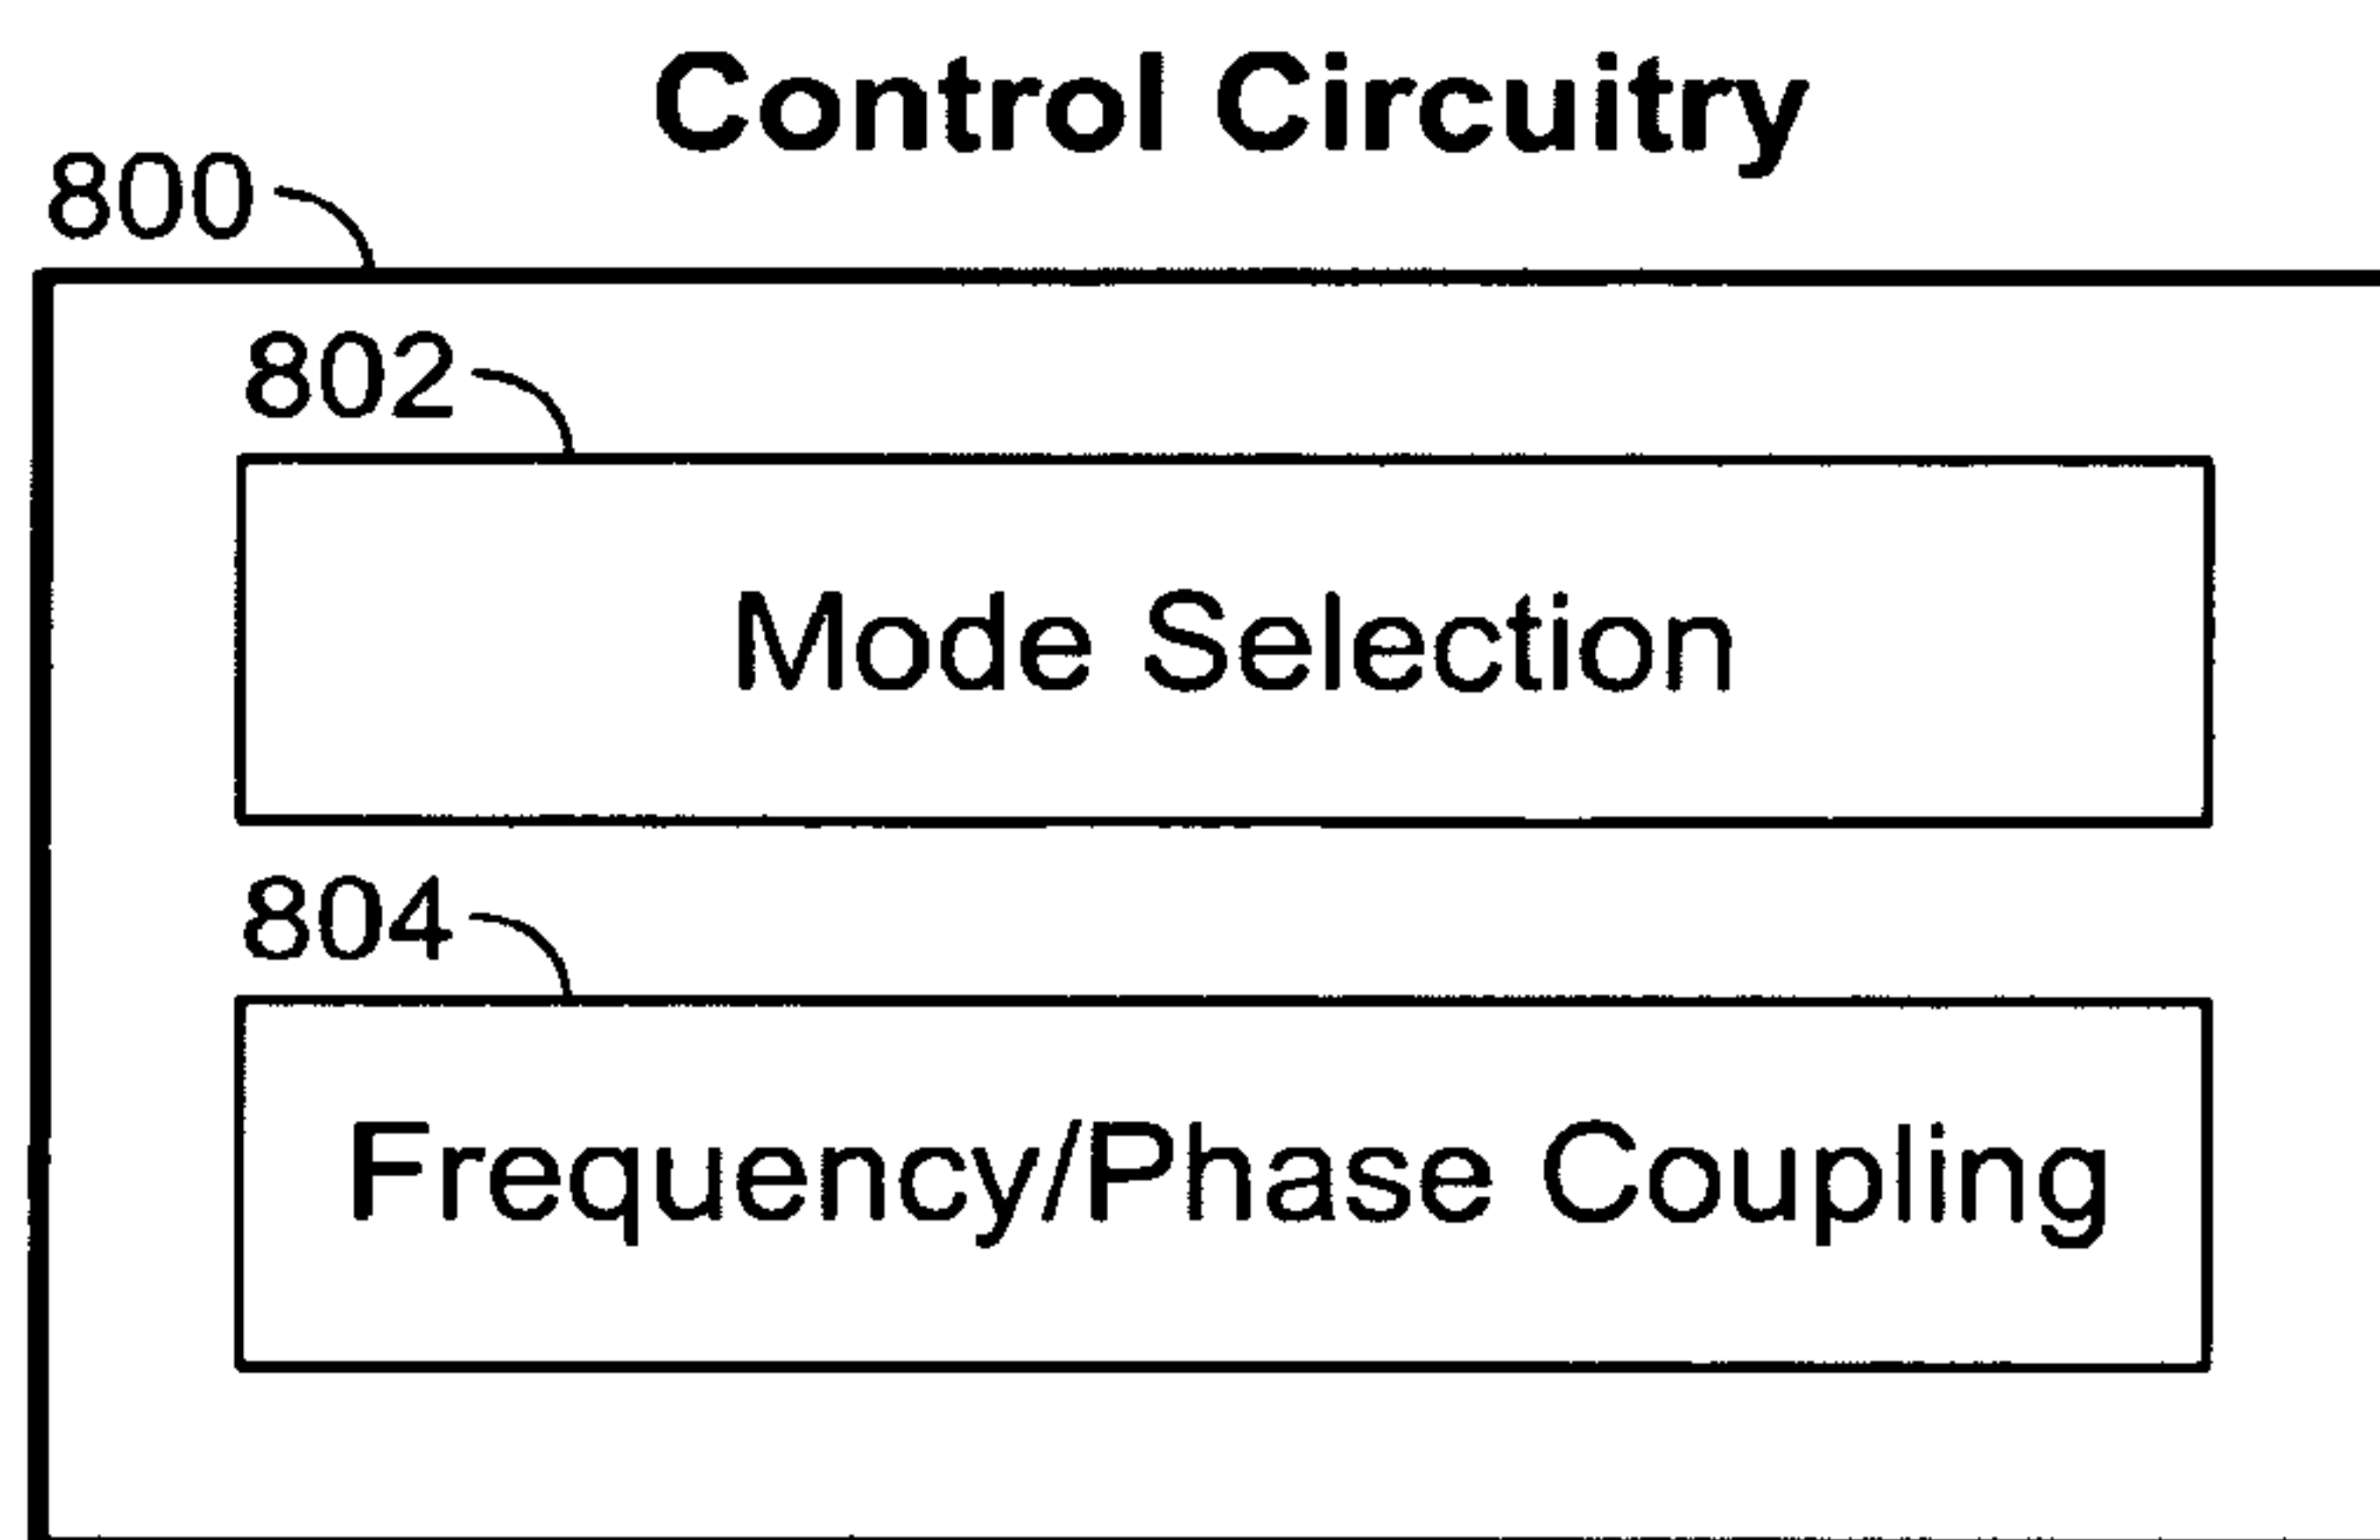 Control Circuitry
800
802
Mode Selection
804
Frequency/Phase Coupling